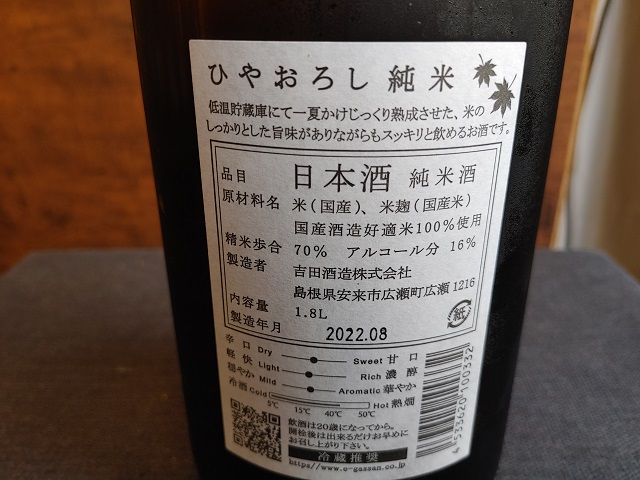 ひやおろし 純米
低温貯蔵庫にて一夏かけじっくり熟成させた、米の
しっかりとした旨味がありながらもスッキリと飲めるお酒です。
品目 日本酒 純米酒
原材料名 米(国産)、米麹(国産米)
国産酒造好適米100%使用
精米歩合 70% アルコール分 16%
製造者 吉田酒造株式会社
島根県安来市広瀬町広瀬1216
内容量 1.8L
紙
製造年月 2022.08
辛口 Dry Sweet 甘口
軽快 Light Rich 濃醇
穏やか Mild Aromatic 華やか
冷酒 Cold Hot 熱燗
5℃ 15℃ 40℃ 50℃
飲酒は20歳になってから。
開栓後は出来るだけお早めに
お召し上がり下さい。
冷蔵推奨
https://www.e-gassan.co.jp
4 533620 100332